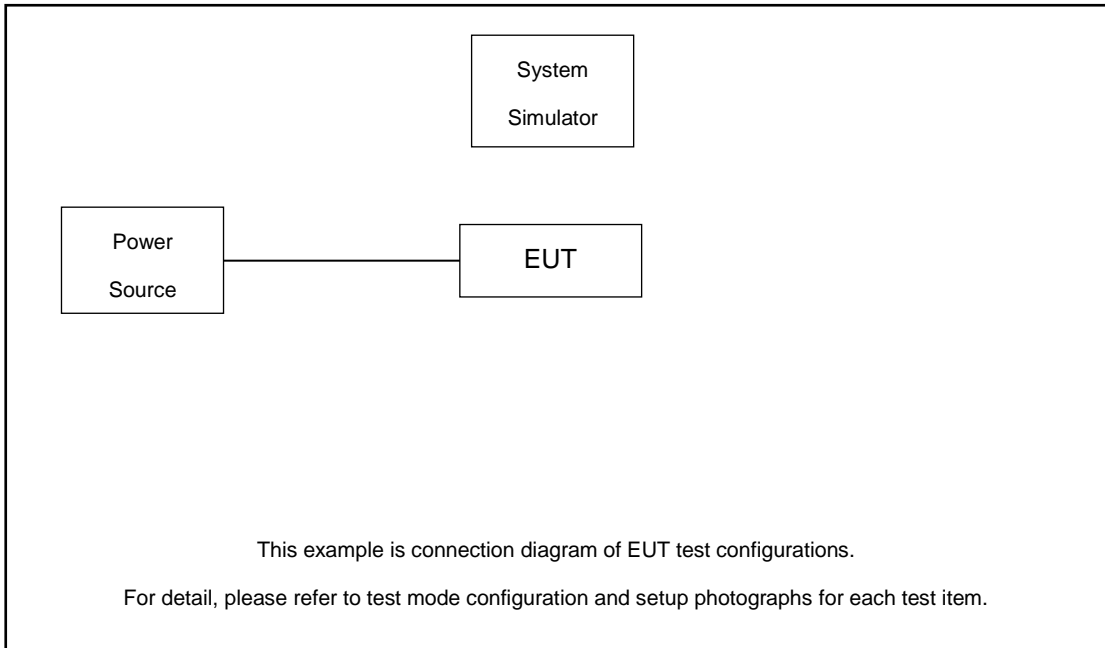 System
Simulator
Power
Source
EUT
This example is connection diagram of EUT test configurations.
For detail, please refer to test mode configuration and setup photographs for each test item.